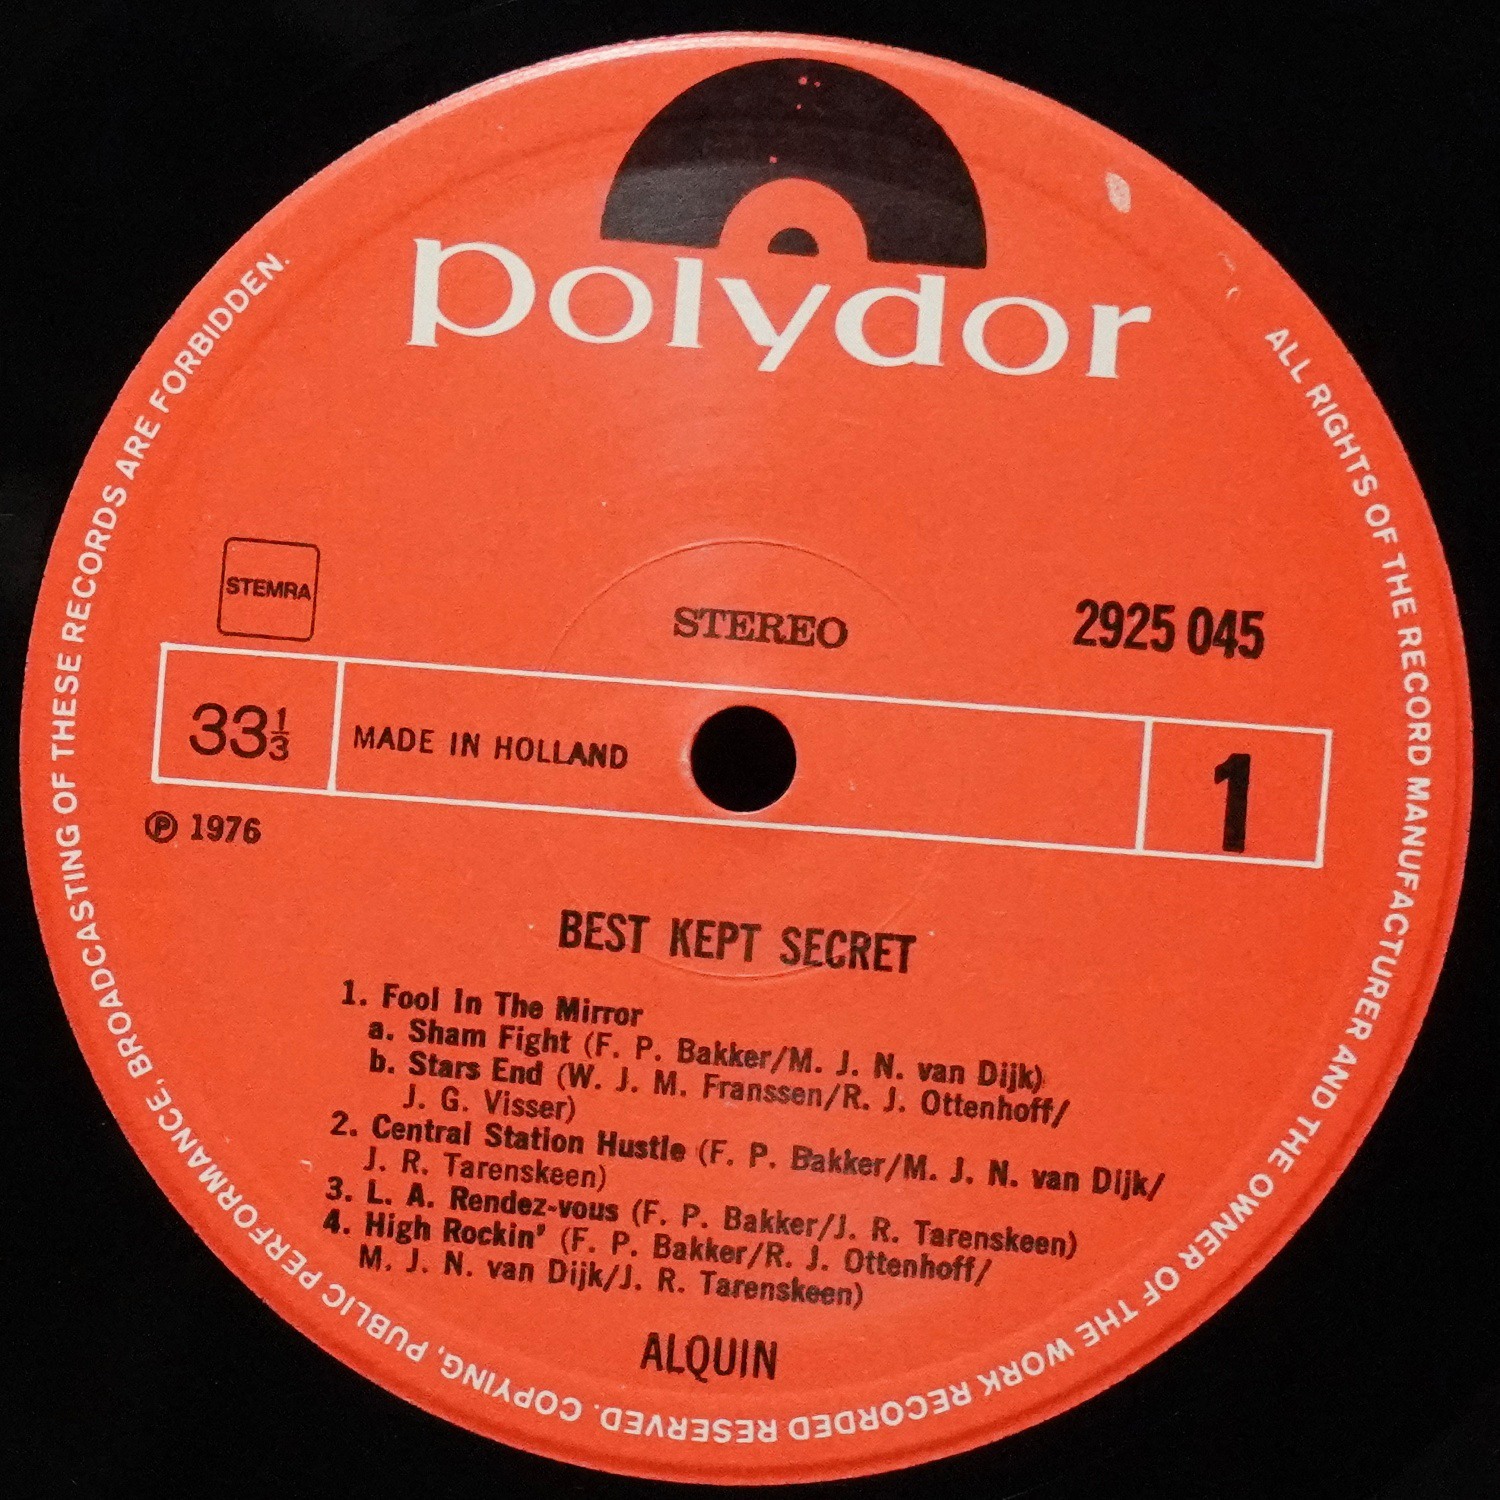 polydor
STEMRA
STEREO
2925 045
33⅓
MADE IN HOLLAND
1
Ⓟ 1976
BEST KEPT SECRET
1. Fool In The Mirror
a. Sham Fight (F. P. Bakker/M. J. N. van Dijk)
b. Stars End (W. J. M. Franssen/R. J. Ottenhoff/
J. G. Visser)
2. Central Station Hustle (F. P. Bakker/M. J. N. van Dijk/
J. R. Tarenskeen)
3. L. A. Rendez-vous (F. P. Bakker/J. R. Tarenskeen)
4. High Rockin' (F. P. Bakker/R. J. Ottenhoff/
M. J. N. van Dijk/J. R. Tarenskeen)
ALQUIN
ALL RIGHTS OF THE RECORD MANUFACTURER AND THE OWNER OF THE WORK RECORDED RESERVED. COPYING, PUBLIC PERFORMANCE, BROADCASTING OF THESE RECORDS ARE FORBIDDEN.